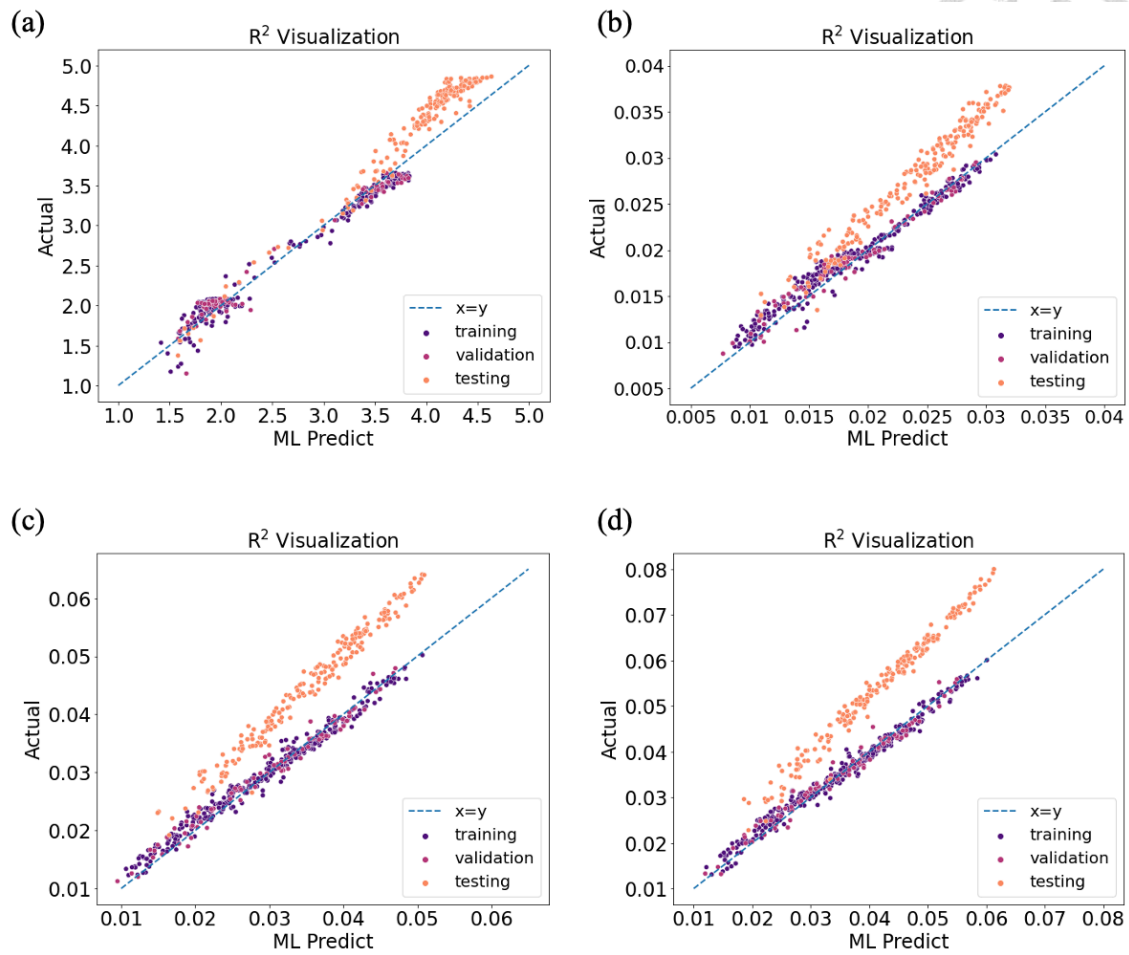 (a)
R² Visualization
5.0
4.5
4.0
3.5
3.0
2.5
2.0
1.5
1.0
Actual
x=y
training
validation
testing
1.0 1.5 2.0 2.5 3.0 3.5 4.0 4.5 5.0
ML Predict
(b)
R² Visualization
0.04
0.035
0.03
0.025
0.02
0.015
0.01
0.005
Actual
x=y
training
validation
testing
0.005 0.01 0.015 0.02 0.025 0.03 0.035 0.04
ML Predict
(c)
R² Visualization
0.06
0.05
0.04
0.03
0.02
0.01
Actual
x=y
training
validation
testing
0.01 0.02 0.03 0.04 0.05 0.06
ML Predict
(d)
R² Visualization
0.08
0.07
0.06
0.05
0.04
0.03
0.02
0.01
Actual
x=y
training
validation
testing
0.01 0.02 0.03 0.04 0.05 0.06 0.07 0.08
ML Predict